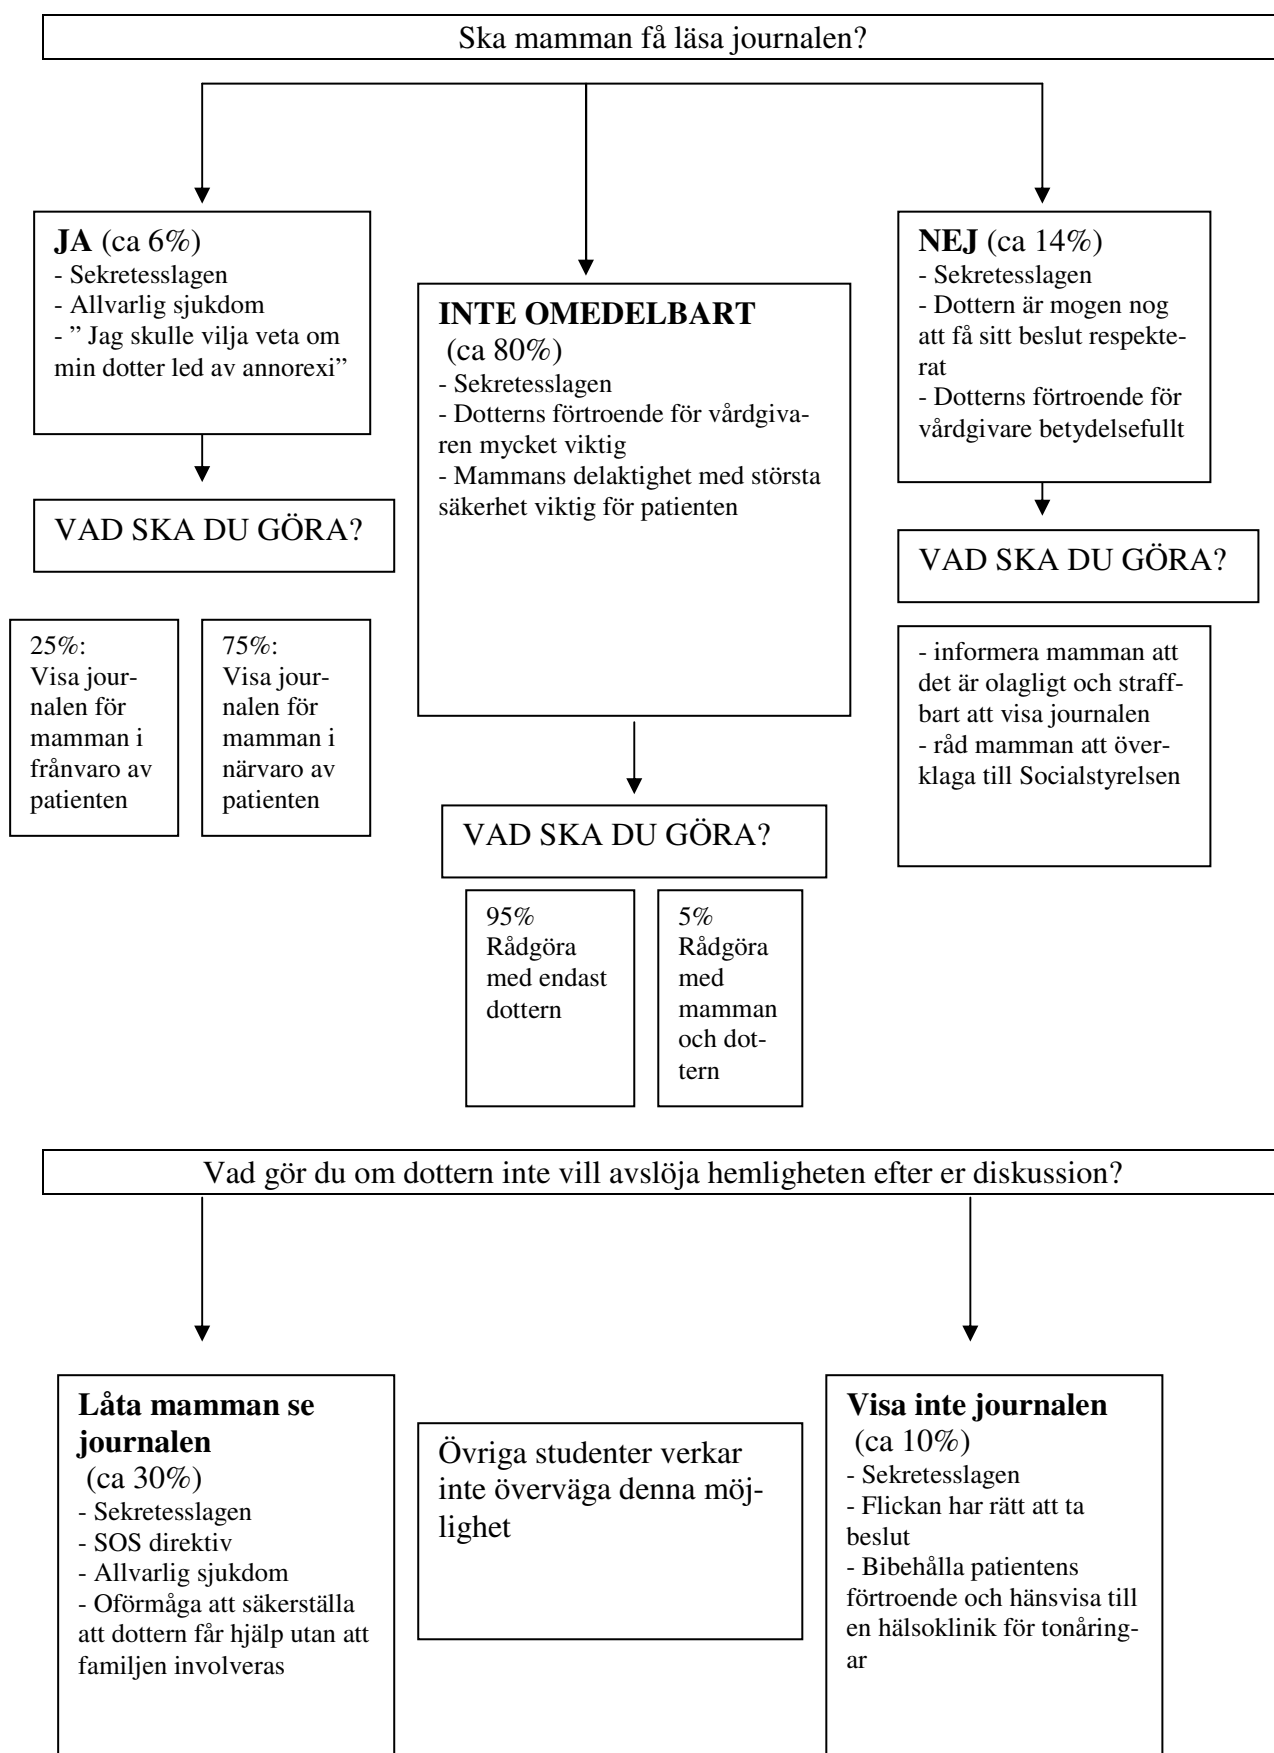 Ska mamman få läsa journalen?
JA (ca 6%)
- Sekretesslagen
- Allvarlig sjukdom
- ” Jag skulle vilja veta om
min dotter led av annorexi”
VAD SKA DU GÖRA?
25%:
Visa jour-
nalen för
mamman i
frånvaro av
patienten
75%:
Visa jour-
nalen för
mamman i
närvaro av
patienten
INTE OMEDELBART
(ca 80%)
- Sekretesslagen
- Dotterns förtroende för vårdgiva-
ren mycket viktig
- Mammans delaktighet med största
säkerhet viktig för patienten
VAD SKA DU GÖRA?
95%
Rådgöra
med endast
dottern
5%
Rådgöra
med
mamman
och dot-
tern
NEJ (ca 14%)
- Sekretesslagen
- Dottern är mogen nog
att få sitt beslut respekte-
rat
- Dotterns förtroende för
vårdgivare betydelsefullt
VAD SKA DU GÖRA?
- informera mamman att
det är olagligt och straff-
bart att visa journalen
- råd mamman att över-
klaga till Socialstyrelsen
Vad gör du om dottern inte vill avslöja hemligheten efter er diskussion?
Låta mamman se
journalen
(ca 30%)
- Sekretesslagen
- SOS direktiv
- Allvarlig sjukdom
- Oförmåga att säkerställa
att dottern får hjälp utan att
familjen involveras
Övriga studenter verkar
inte överväga denna möj-
lighet
Visa inte journalen
(ca 10%)
- Sekretesslagen
- Flickan har rätt att ta
beslut
- Bibehålla patientens
förtroende och hänsvisa till
en hälsoklinik för tonåring-
ar